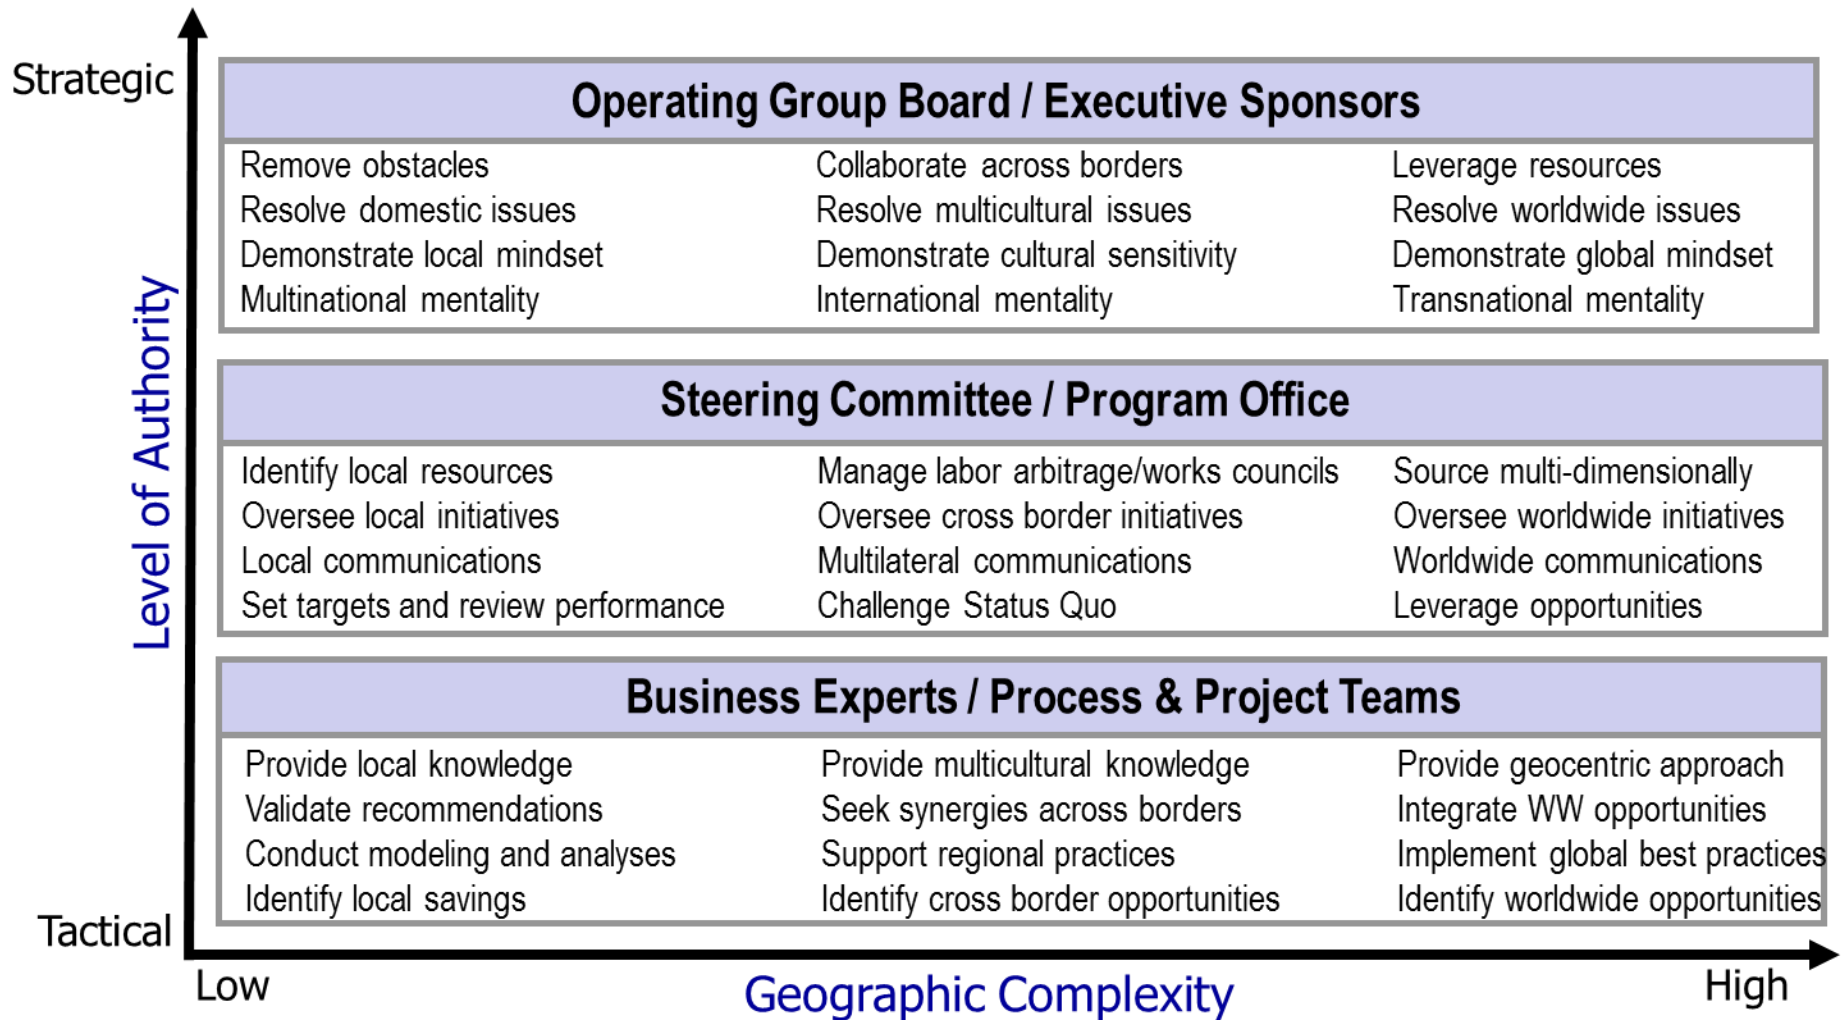 Strategic
Operating Group Board / Executive Sponsors
Remove obstacles Collaborate across borders Leverage resources
Resolve domestic issues Resolve multicultural issues Resolve worldwide issues
Demonstrate local mindset Demonstrate cultural sensitivity Demonstrate global mindset
Multinational mentality International mentality Transnational mentality
Level of Authority
Steering Committee / Program Office
Identify local resources Manage labor arbitrage/works councils Source multi-dimensionally
Oversee local initiatives Oversee cross border initiatives Oversee worldwide initiatives
Local communications Multilateral communications Worldwide communications
Set targets and review performance Challenge Status Quo Leverage opportunities
Business Experts / Process & Project Teams
Provide local knowledge Provide multicultural knowledge Provide geocentric approach
Validate recommendations Seek synergies across borders Integrate WW opportunities
Conduct modeling and analyses Support regional practices Implement global best practices
Identify local savings Identify cross border opportunities Identify worldwide opportunities
Tactical
Low Geographic Complexity High